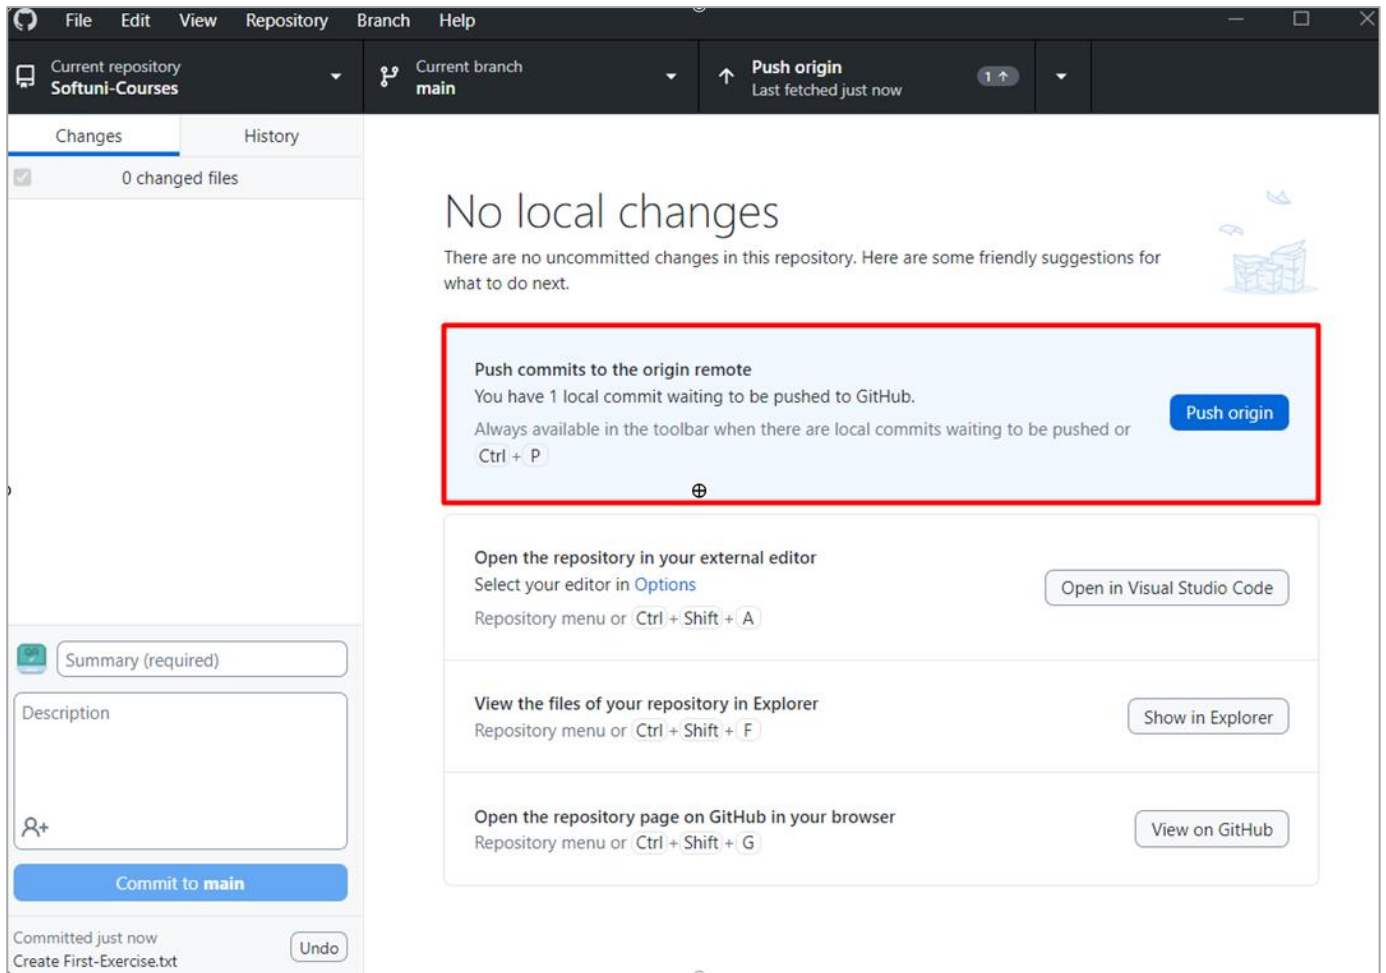 File Edit View Repository Branch Help
Current repository
Softuni-Courses
Current branch
main
Push origin
Last fetched just now
1
Changes History
0 changed files
No local changes
There are no uncommitted changes in this repository. Here are some friendly suggestions for
what to do next.
Push commits to the origin remote
You have 1 local commit waiting to be pushed to GitHub.
Always available in the toolbar when there are local commits waiting to be pushed or
Ctrl + P
Push origin
Open the repository in your external editor
Select your editor in Options
Repository menu or Ctrl + Shift + A
Open in Visual Studio Code
View the files of your repository in Explorer
Repository menu or Ctrl + Shift + F
Show in Explorer
Open the repository page on GitHub in your browser
Repository menu or Ctrl + Shift + G
View on GitHub
QA
Summary (required)
Description
Commit to main
Committed just now
Create First-Exercise.txt
Undo